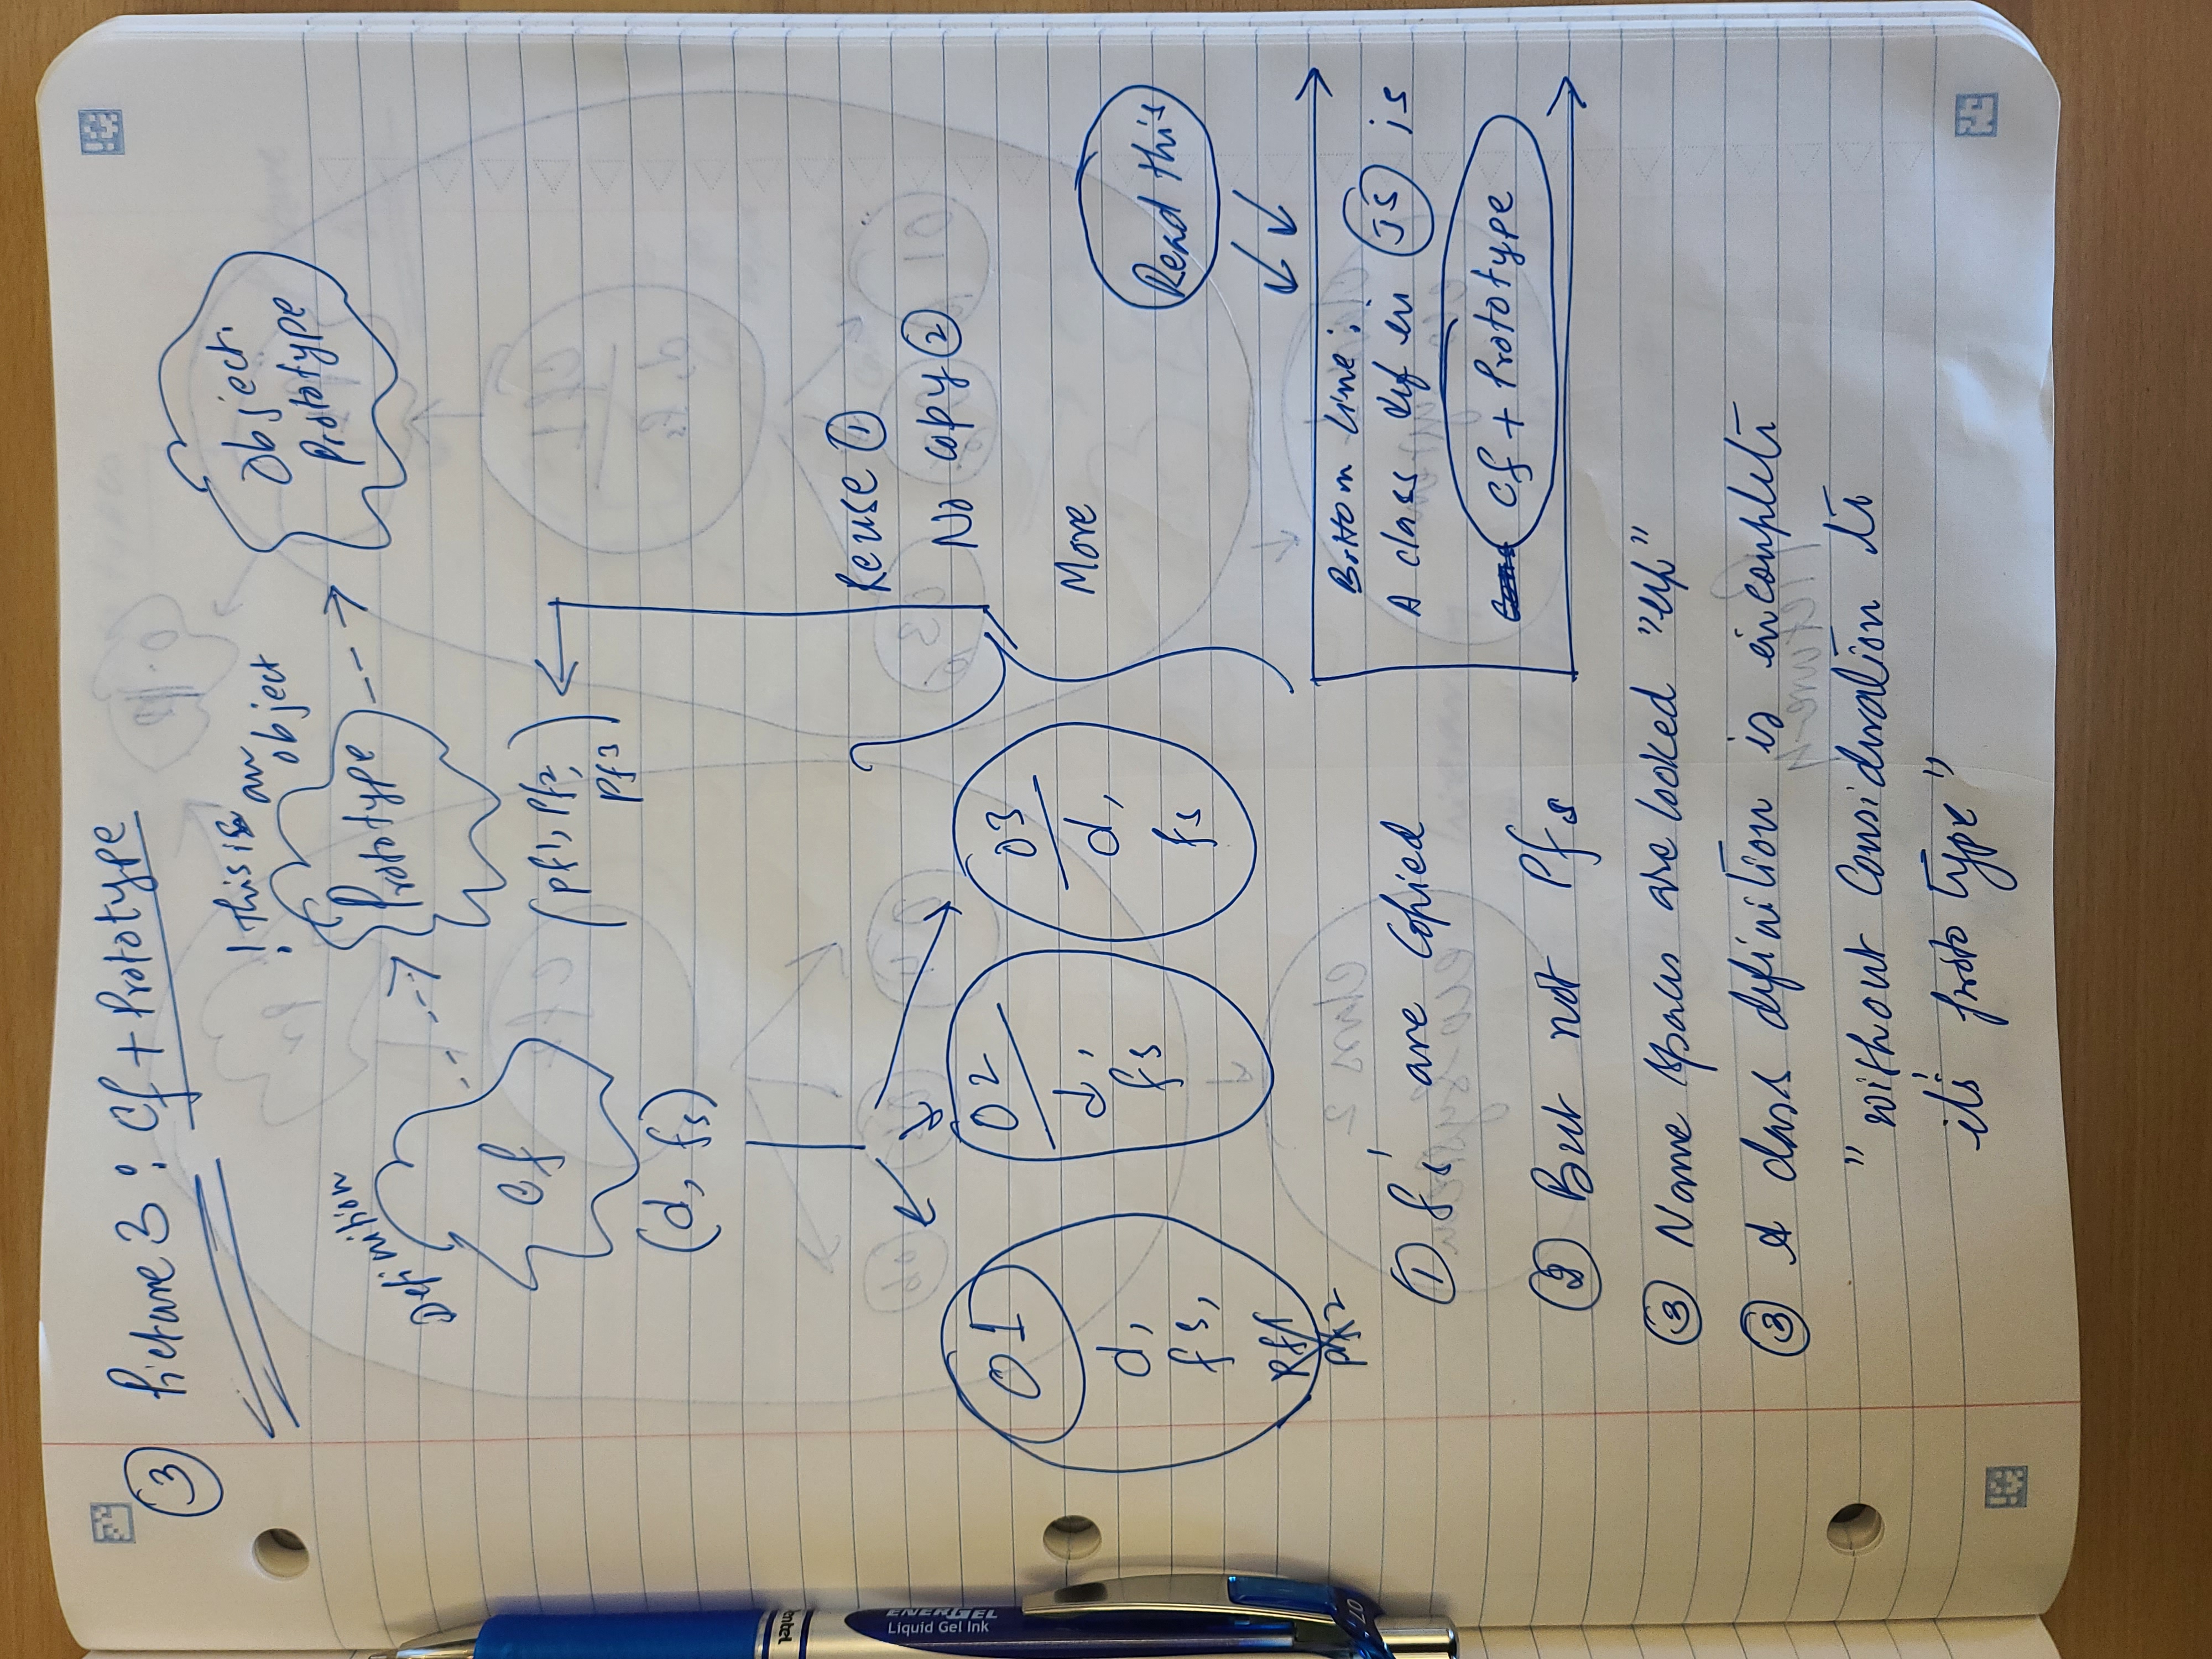 ③ Picture 3: Cf + Prototype
! This is an object
Object.
Prototype
Definition
Prototype
Cf
(pf1, Pf2,
Pf3)
(d, fs)
Reuse ①
No copy ②
O1
d,
fs,
Pf1
Pf2
O2
d,
fs
O3
d,
fs
More
Read this
Bottom line:
A class def in JS is
Cf + Prototype
① fs' are Copied
② But not Pfs
③ Name spaces are looked "up"
③ A class definition is incomplete
"without Consideration to
it's prototype"
ENERGEL
Liquid Gel Ink
07